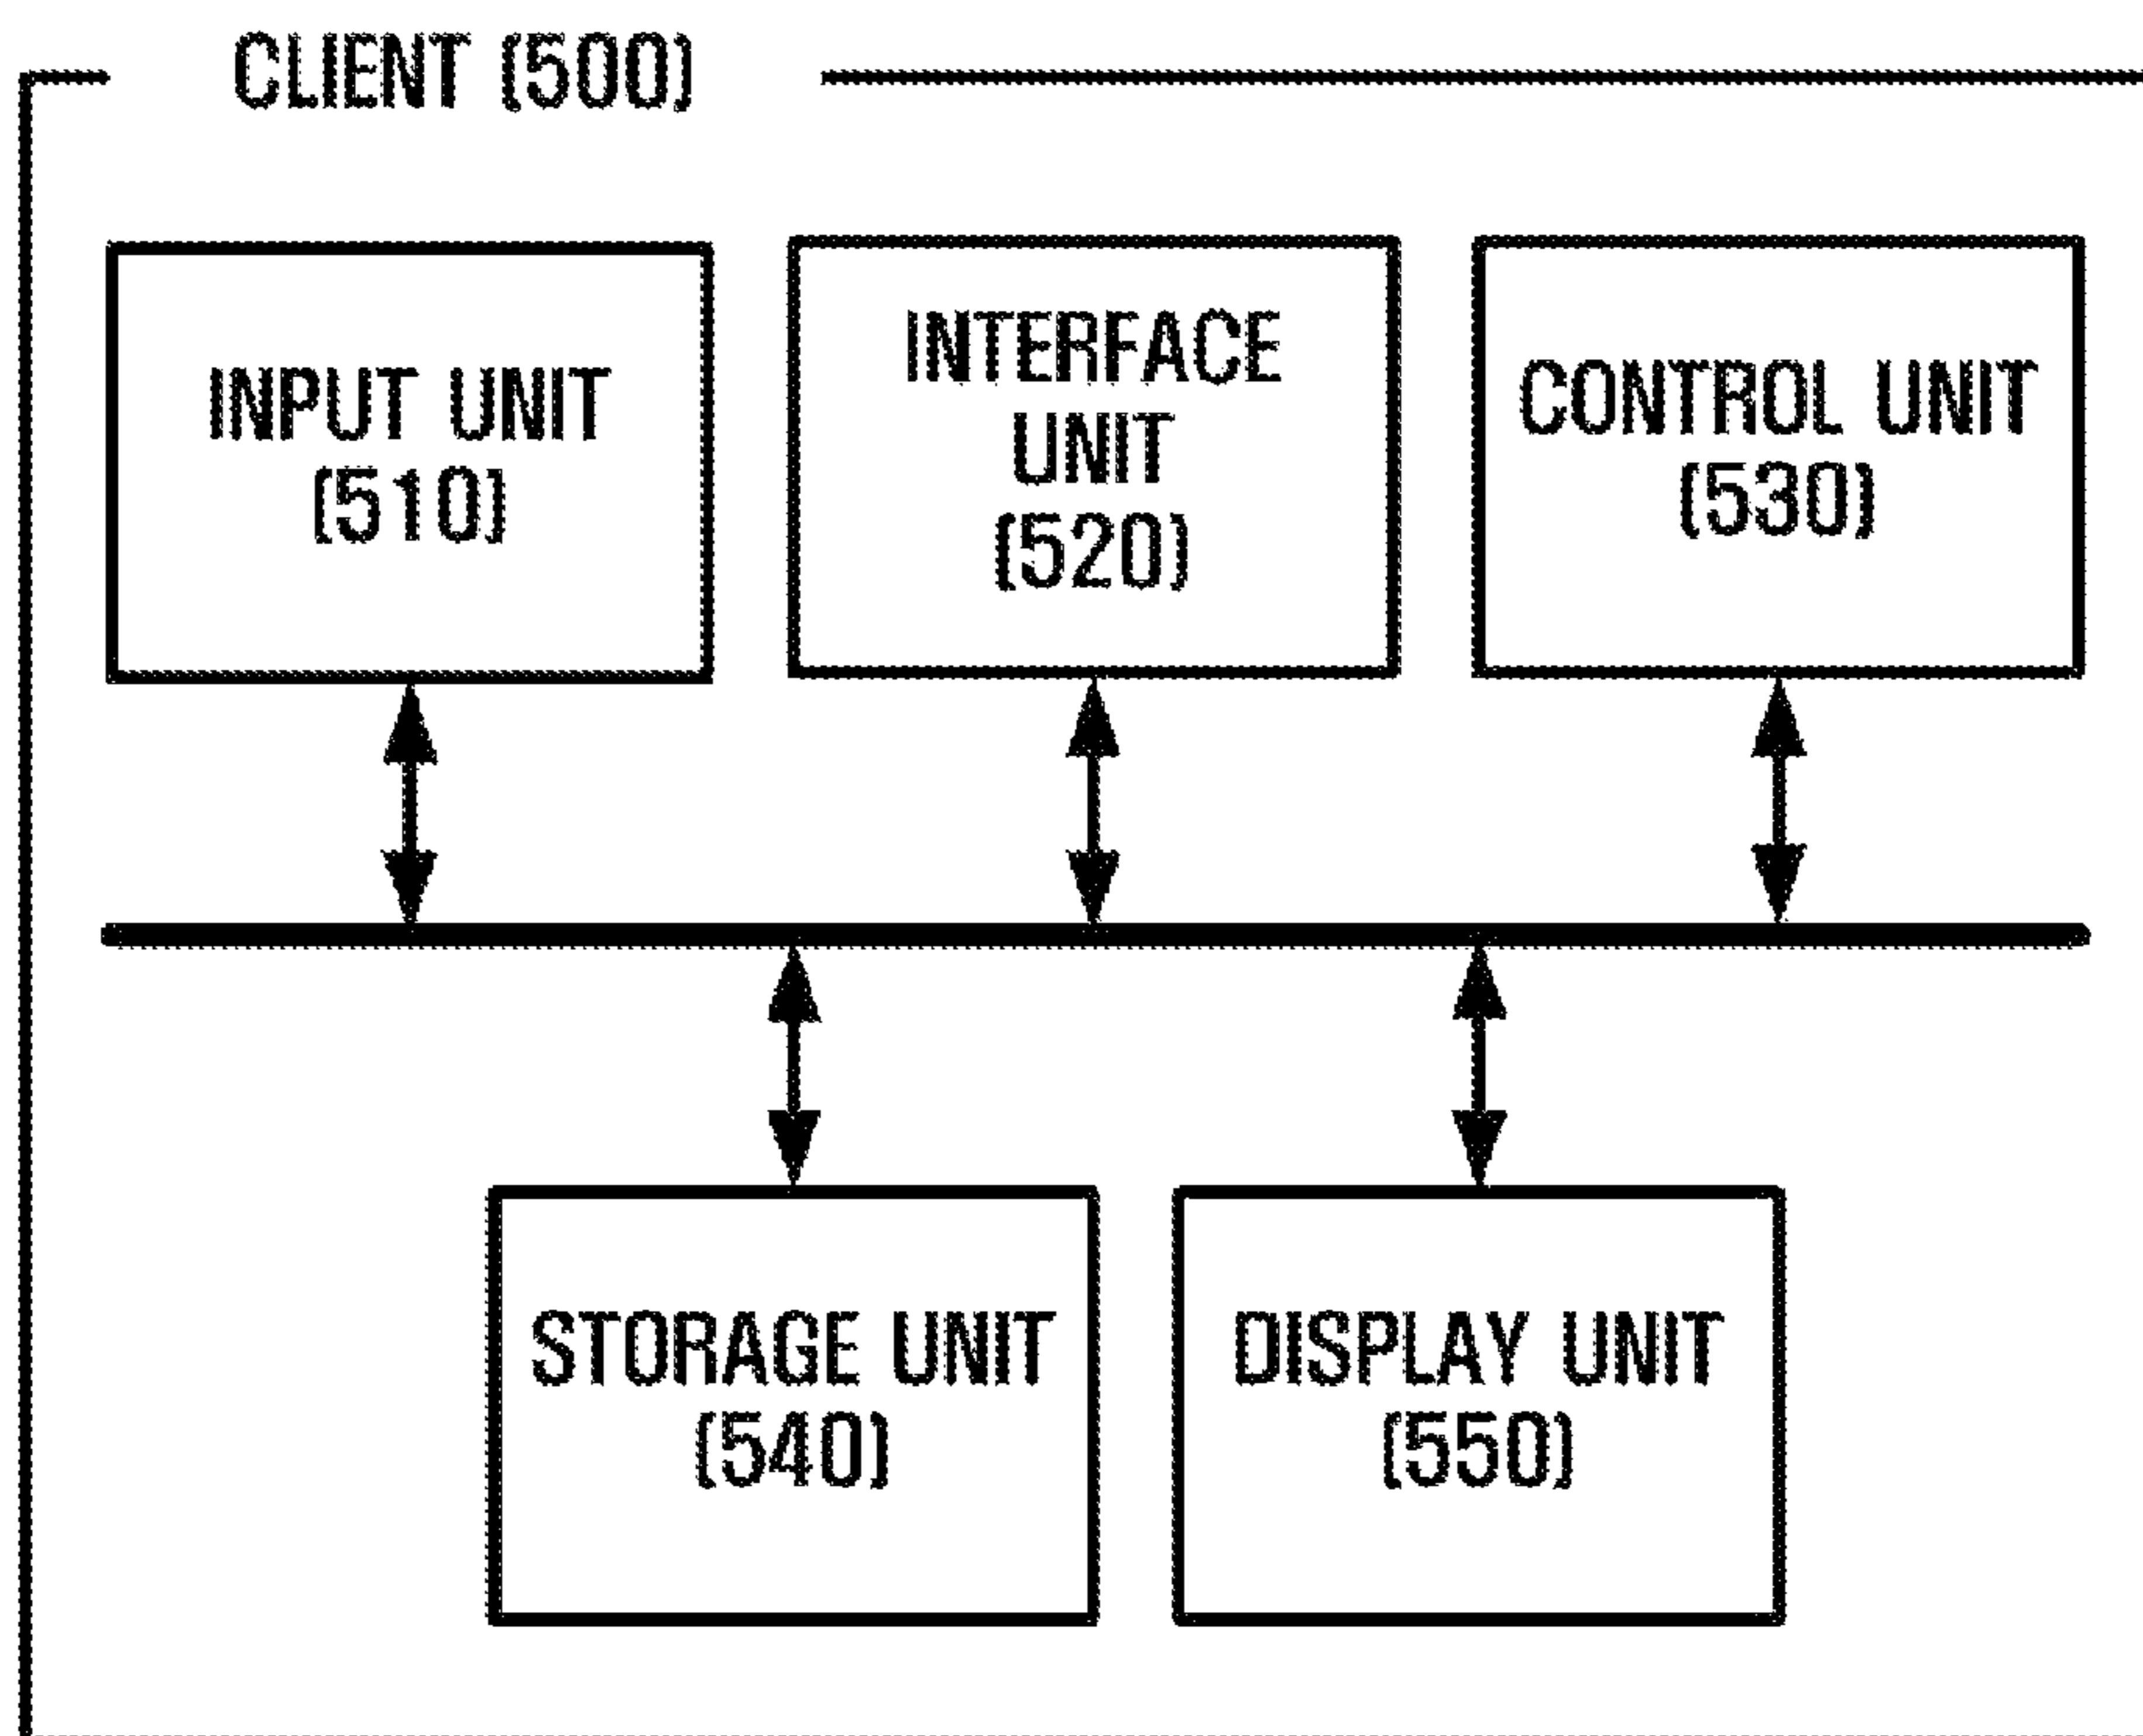 CLIENT (500)
INPUT UNIT
(510)
INTERFACE
UNIT
(520)
CONTROL UNIT
(530)
STORAGE UNIT
(540)
DISPLAY UNIT
(550)